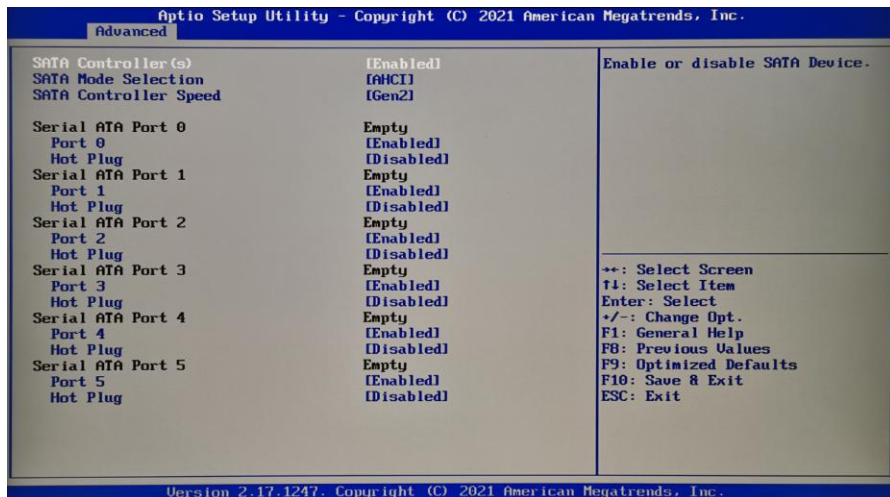 Aptio Setup Utility - Copyright (C) 2021 American Megatrends, Inc.
Advanced
SATA Controller(s) [Enabled]
SATA Mode Selection [AHCI]
SATA Controller Speed [Gen2]
Serial ATA Port 0 Empty
Port 0 [Enabled]
Hot Plug [Disabled]
Serial ATA Port 1 Empty
Port 1 [Enabled]
Hot Plug [Disabled]
Serial ATA Port 2 Empty
Port 2 [Enabled]
Hot Plug [Disabled]
Serial ATA Port 3 Empty
Port 3 [Enabled]
Hot Plug [Disabled]
Serial ATA Port 4 Empty
Port 4 [Enabled]
Hot Plug [Disabled]
Serial ATA Port 5 Empty
Port 5 [Enabled]
Hot Plug [Disabled]
Enable or disable SATA Device.
→←: Select Screen
↑↓: Select Item
Enter: Select
+/-: Change Opt.
F1: General Help
F8: Previous Values
F9: Optimized Defaults
F10: Save & Exit
ESC: Exit
Version 2.17.1247. Copyright (C) 2021 American Megatrends, Inc.